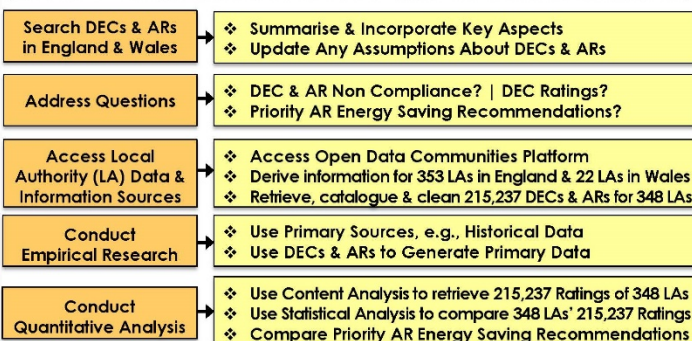 Search DECs & ARs
in England & Wales
❖ Summarise & Incorporate Key Aspects
❖ Update Any Assumptions About DECs & ARs
Address Questions
❖ DEC & AR Non Compliance? | DEC Ratings?
❖ Priority AR Energy Saving Recommendations?
Access Local
Authority (LA) Data &
Information Sources
❖ Access Open Data Communities Platform
❖ Derive information for 353 LAs in England & 22 LAs in Wales
❖ Retrieve, catalogue & clean 215,237 DECs & ARs for 348 LAs
Conduct
Empirical Research
❖ Use Primary Sources, e.g., Historical Data
❖ Use DECs & ARs to Generate Primary Data
Conduct
Quantitative Analysis
❖ Use Content Analysis to retrieve 215,237 Ratings of 348 LAs
❖ Use Statistical Analysis to compare 348 LAs' 215,237 Ratings
❖ Compare Priority AR Energy Saving Recommendations